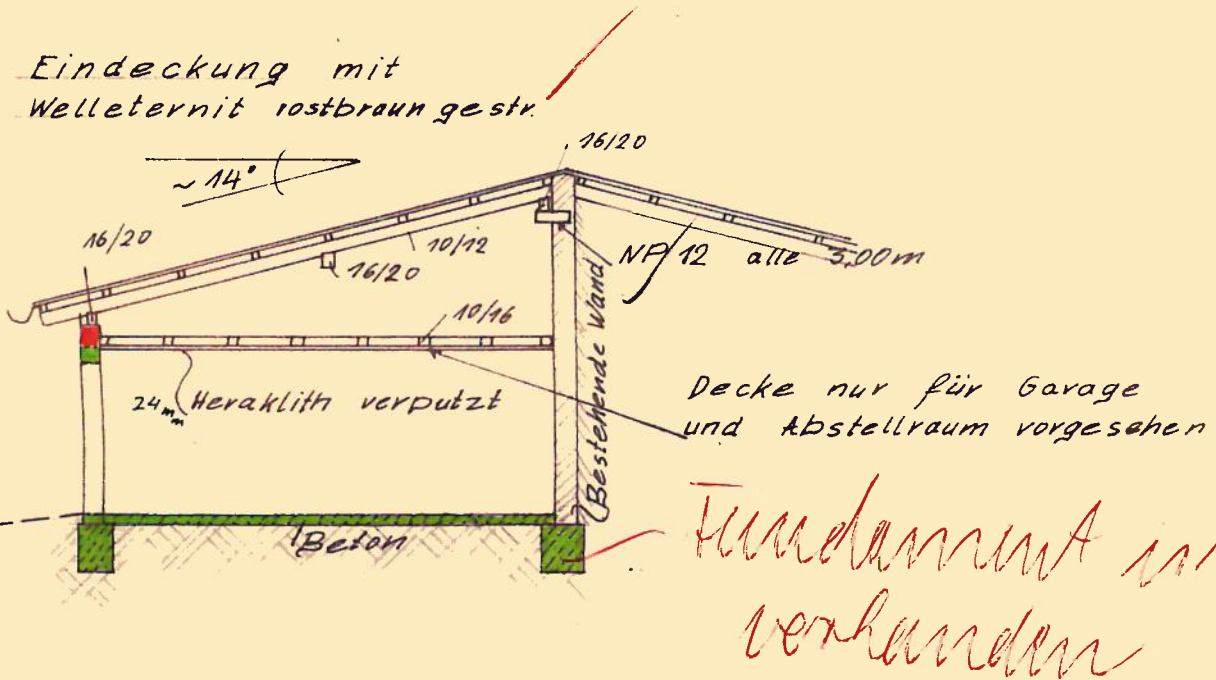 Eindeckung mit
Welleternit rostbraun gestr.
~ 14°
16/20
16/20
10/12
16/20
NP 12 alle 3,00m
10/16
Bestehende Wand
24mm Heraklith verputzt
Decke nur für Garage
und Abstellraum vorgesehen
Beton
Fundament
vorhanden